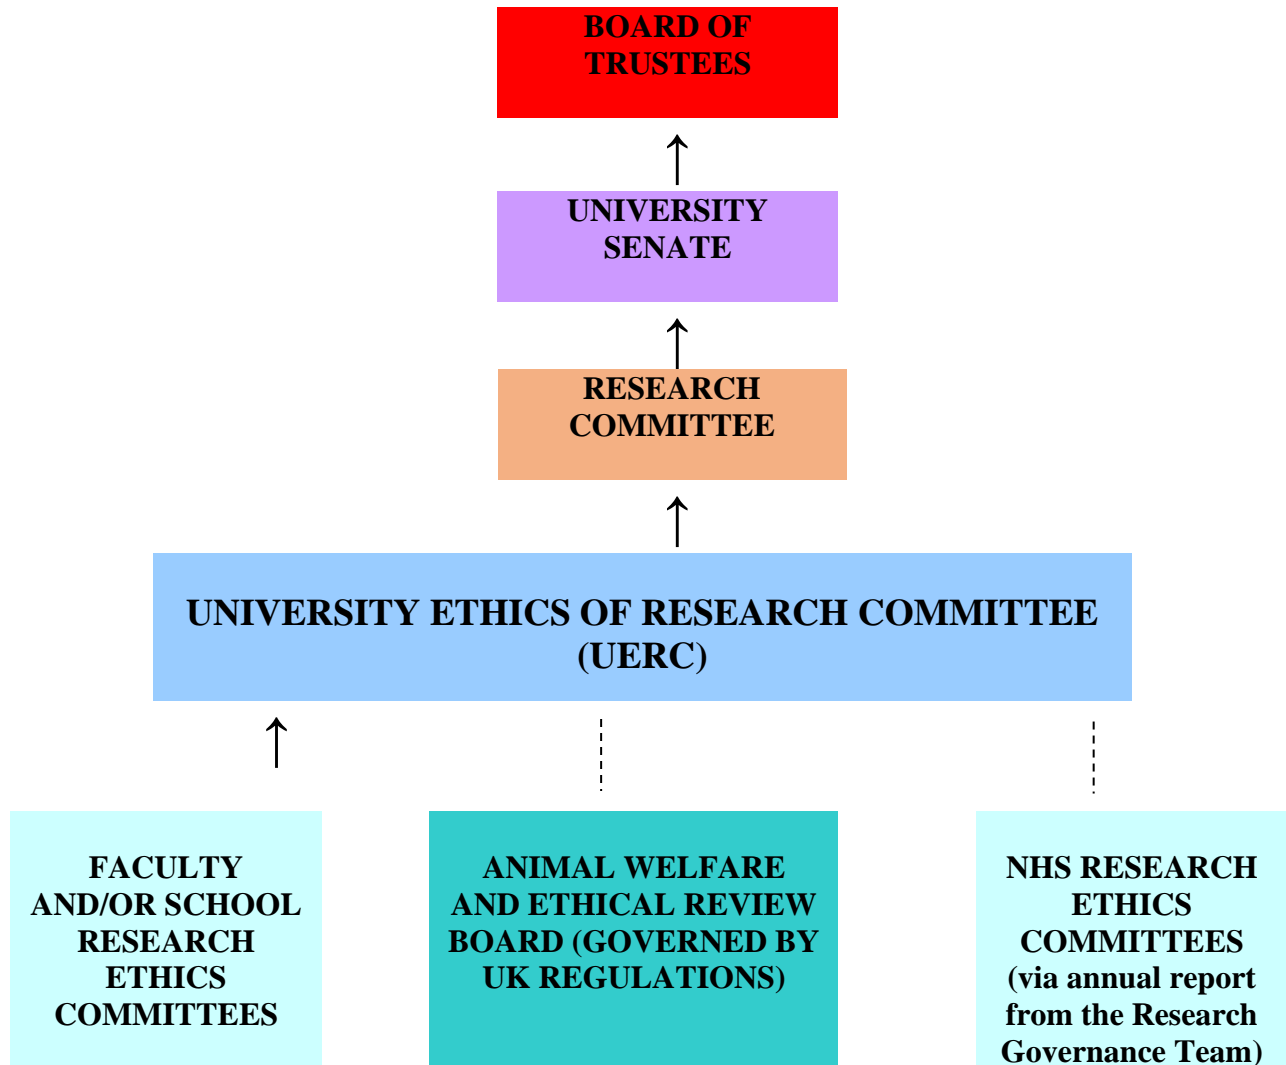 BOARD OF
TRUSTEES
UNIVERSITY
SENATE
RESEARCH
COMMITTEE
UNIVERSITY ETHICS OF RESEARCH COMMITTEE
(UERC)
FACULTY
AND/OR SCHOOL
RESEARCH
ETHICS
COMMITTEES
ANIMAL WELFARE
AND ETHICAL REVIEW
BOARD (GOVERNED BY
UK REGULATIONS)
NHS RESEARCH
ETHICS
COMMITTEES
(via annual report
from the Research
Governance Team)